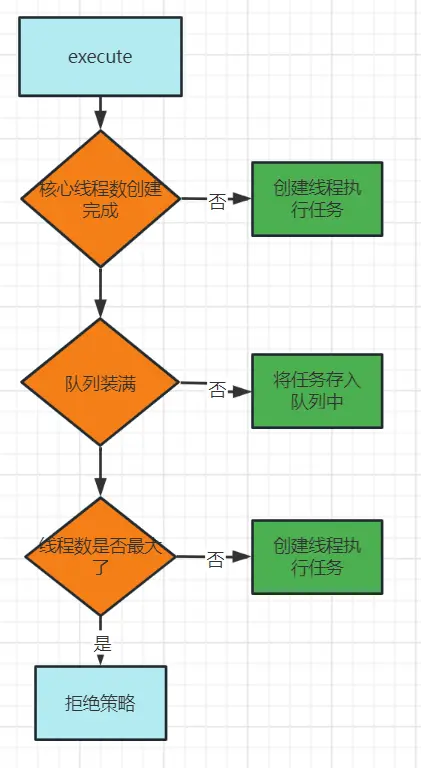 execute
核心线程数创建
完成
否
创建线程执
行任务
队列装满
否
将任务存入
队列中
线程数是否最大
了
否
创建线程执
行任务
是
拒绝策略